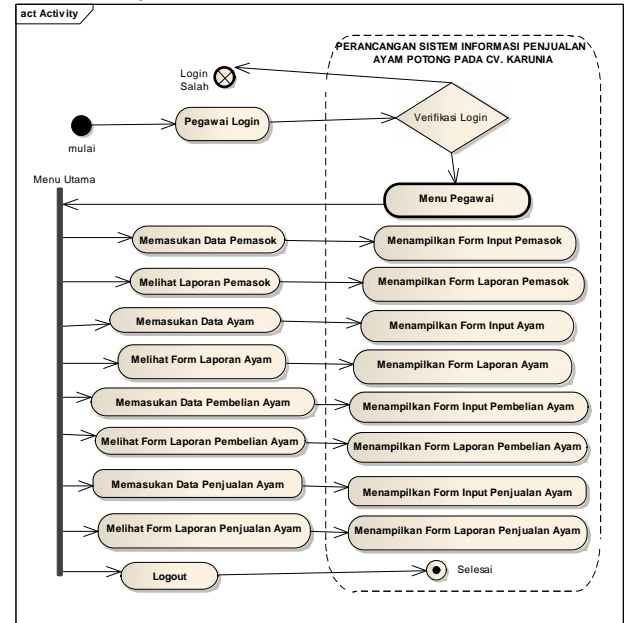 act Activity
PERANCANGAN SISTEM INFORMASI PENJUALAN
AYAM POTONG PADA CV. KARUNIA
Login
Salah
Pegawai Login
Verifikasi Login
mulai
Menu Utama
Menu Pegawai
Memasukan Data Pemasok
Menampilkan Form Input Pemasok
Melihat Laporan Pemasok
Menampilkan Form Laporan Pemasok
Memasukan Data Ayam
Menampilkan Form Input Ayam
Melihat Form Laporan Ayam
Menampilkan Form Laporan Ayam
Memasukan Data Pembelian Ayam
Menampilkan Form Input Pembelian Ayam
Melihat Form Laporan Pembelian Ayam
Menampilkan Form Laporan Pembelian Ayam
Memasukan Data Penjualan Ayam
Menampilkan Form Input Penjualan Ayam
Melihat Form Laporan Penjualan Ayam
Menampilkan Form Laporan Penjualan Ayam
Logout
Selesai